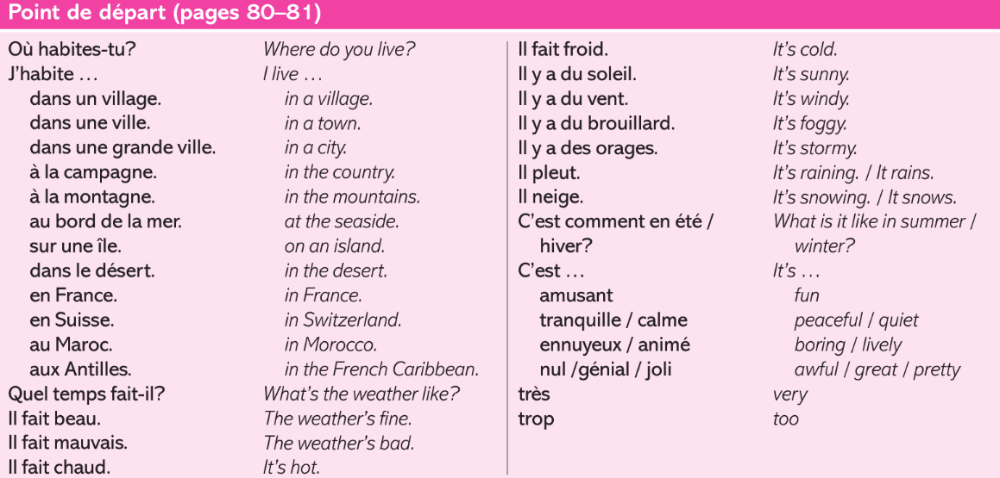 Point de départ (pages 80–81)
Où habites-tu? Where do you live?
J'habite … I live …
dans un village. in a village.
dans une ville. in a town.
dans une grande ville. in a city.
à la campagne. in the country.
à la montagne. in the mountains.
au bord de la mer. at the seaside.
sur une île. on an island.
dans le désert. in the desert.
en France. in France.
en Suisse. in Switzerland.
au Maroc. in Morocco.
aux Antilles. in the French Caribbean.
Quel temps fait-il? What's the weather like?
Il fait beau. The weather's fine.
Il fait mauvais. The weather's bad.
Il fait chaud. It's hot.
Il fait froid. It's cold.
Il y a du soleil. It's sunny.
Il y a du vent. It's windy.
Il y a du brouillard. It's foggy.
Il y a des orages. It's stormy.
Il pleut. It's raining. / It rains.
Il neige. It's snowing. / It snows.
C'est comment en été / What is it like in summer /
hiver? winter?
C'est … It's …
amusant fun
tranquille / calme peaceful / quiet
ennuyeux / animé boring / lively
nul /génial / joli awful / great / pretty
très very
trop too